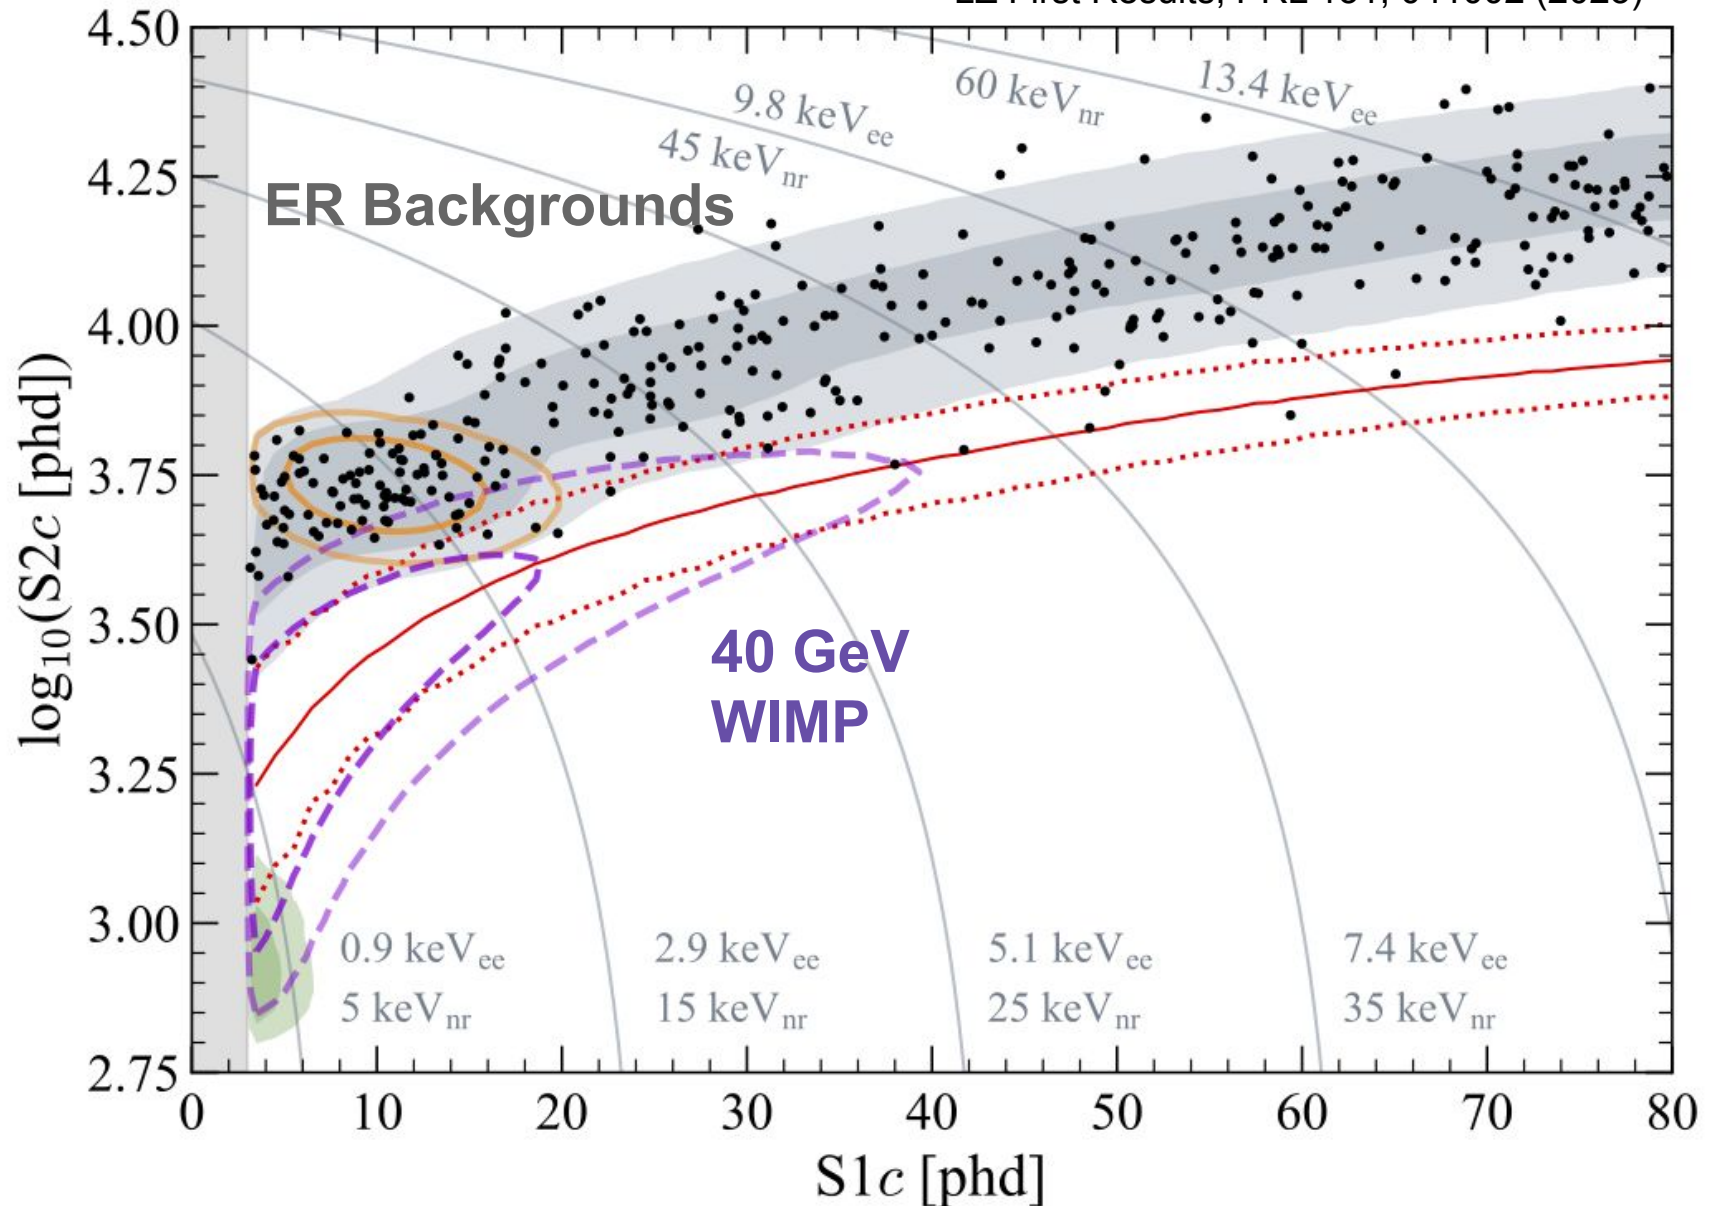 4.50
4.25
4.00
3.75
3.50
3.25
3.00
2.75
log₁₀(S2c [phd])
9.8 keVee
45 keVnr
60 keVnr
13.4 keVee
ER Backgrounds
40 GeV
WIMP
0.9 keVee
5 keVnr
2.9 keVee
15 keVnr
5.1 keVee
25 keVnr
7.4 keVee
35 keVnr
0 10 20 30 40 50 60 70 80
S1c [phd]